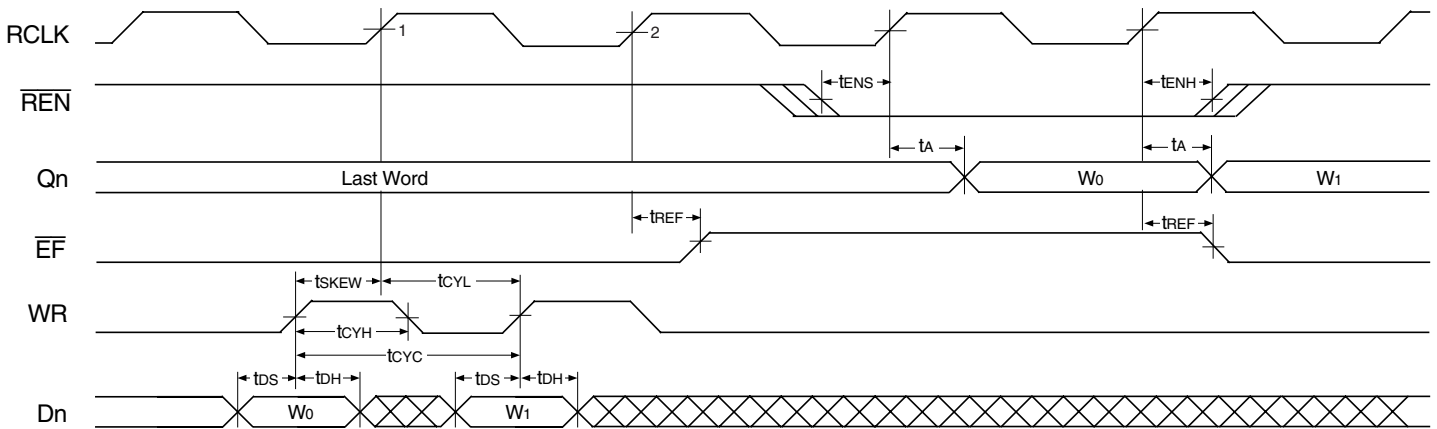 RCLK 1 2
REN tENS tENH
tA tA
Qn Last Word W0 W1
tREF tREF
EF
tSKEW tCYL
WR
tCYH
tCYC
tDS tDH tDS tDH
Dn W0 W1